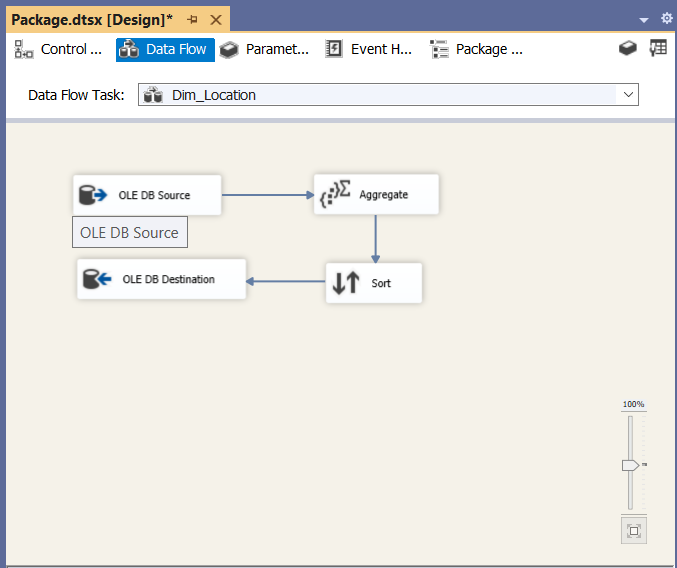 Package.dtsx [Design]*
Control ... Data Flow Paramet... Event H... Package ...
Data Flow Task: Dim_Location
OLE DB Source Aggregate
OLE DB Source
OLE DB Destination Sort
100%